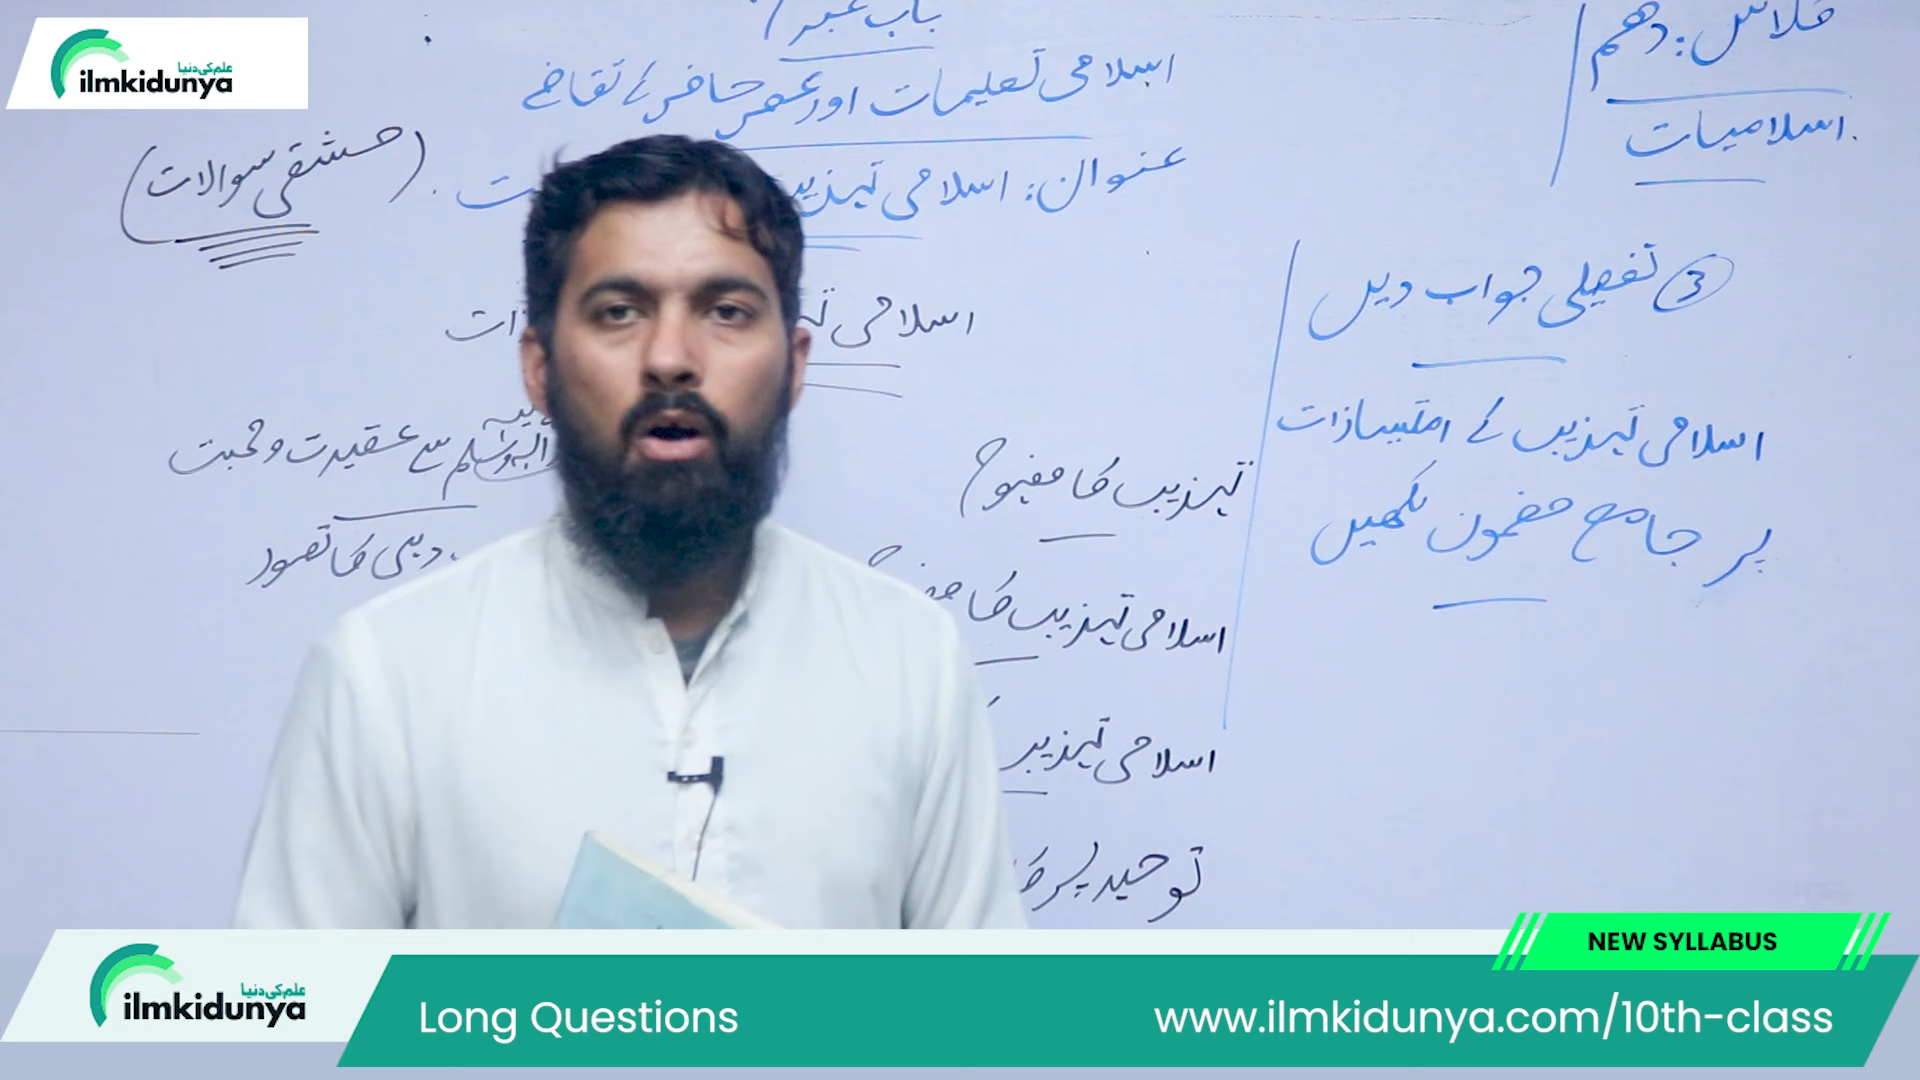 علم کی دنیا
ilmkidunya
کلاس: دھم
اسلامیات
باب نمبر
اسلامی تعلیمات اور عصر حاضر کے تقاضے
عنوان: اسلامی تہذیب
(مشقی سوالات)
③ تفصیلی جواب دیں
اسلامی تہذیب کے امتیازات
پر جامع مضمون لکھیں
اسلامی
تہذیب کا مفہوم
اسلامی تہذیب کا
اسلامی تہذیب
توحید پر
سے عقیدت و محبت
کا تصور
NEW SYLLABUS
علم کی دنیا
ilmkidunya
Long Questions
www.ilmkidunya.com/10th-class